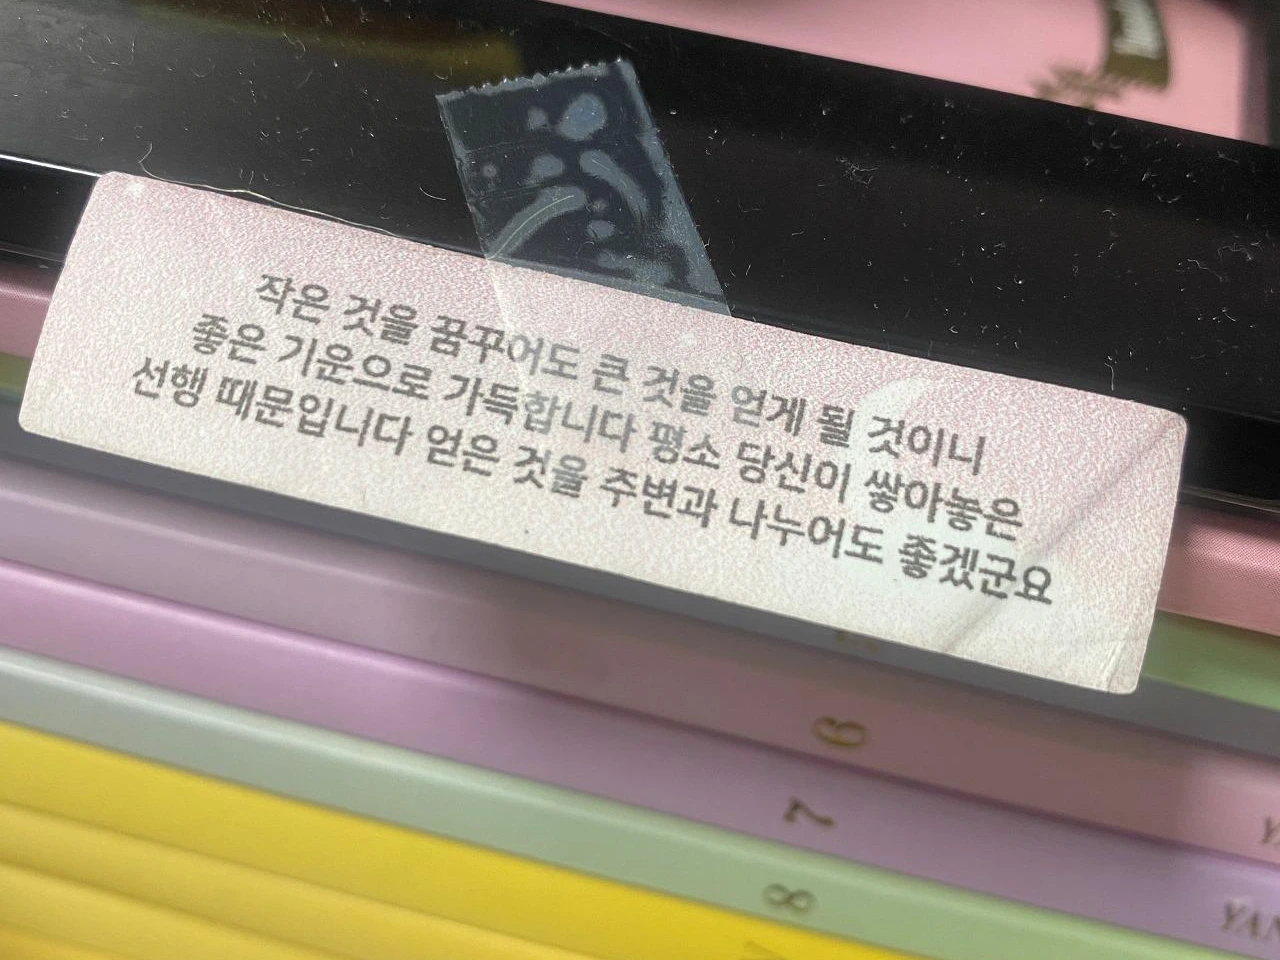 작은 것을 꿈꾸어도 큰 것을 얻게 될 것이니
좋은 기운으로 가득합니다 평소 당신이 쌓아놓은
선행 때문입니다 얻은 것을 주변과 나누어도 좋겠군요
6
7
8